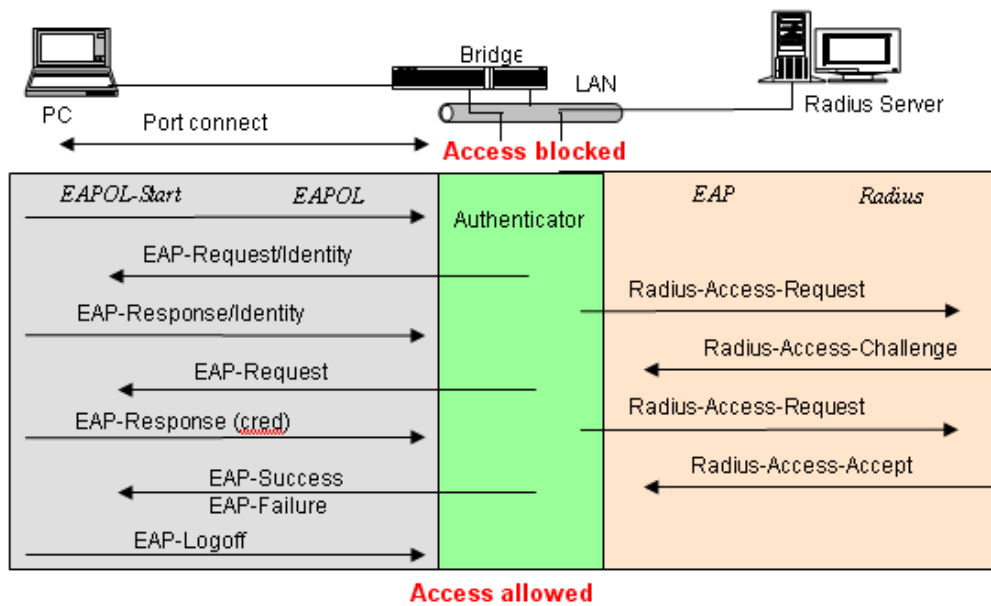 Bridge
LAN
PC
Radius Server
Port connect
Access blocked
EAPOL-Start
EAPOL
Authenticator
EAP
Radius
EAP-Request/Identity
Radius-Access-Request
EAP-Response/Identity
Radius-Access-Challenge
EAP-Request
Radius-Access-Request
EAP-Response (cred)
Radius-Access-Accept
EAP-Success
EAP-Failure
EAP-Logoff
Access allowed